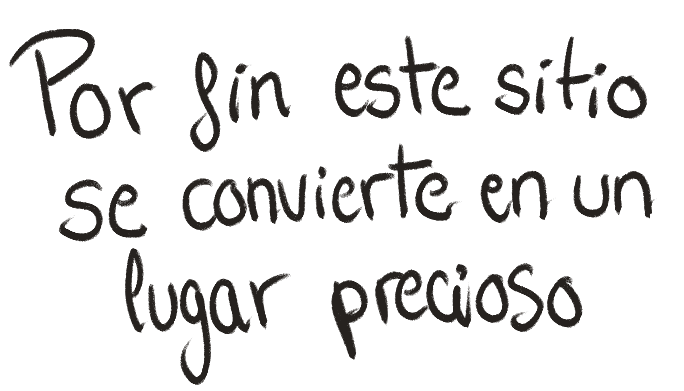 Por fin este sitio
se convierte en un
lugar precioso